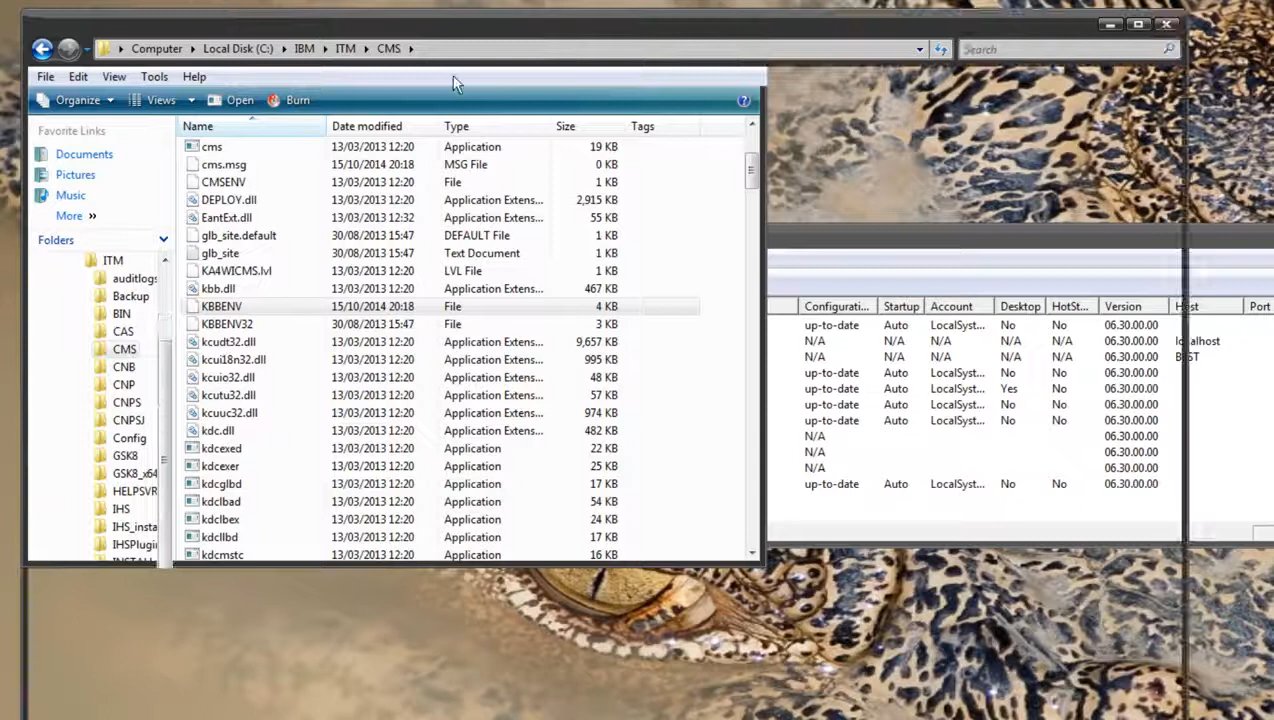 Computer Local Disk (C:) IBM ITM CMS Search
File Edit View Tools Help
Organize Views Open Burn
Favorite Links
Documents
Pictures
Music
More »
Folders
ITM
auditlogs
Backup
BIN
CAS
CMS
CNB
CNP
CNPS
CNPSJ
Config
GSK8
GSK8_x64
HELPSVR
IHS
IHS_insta
IHSPlugin
Name Date modified Type Size Tags
cms 13/03/2013 12:20 Application 19 KB
cms.msg 15/10/2014 20:18 MSG File 0 KB
CMSENV 13/03/2013 12:20 File 1 KB
DEPLOY.dll 13/03/2013 12:20 Application Extens... 2,915 KB
EantExt.dll 13/03/2013 12:32 Application Extens... 55 KB
glb_site.default 30/08/2013 15:47 DEFAULT File 1 KB
glb_site 30/08/2013 15:47 Text Document 1 KB
KA4WICMS.lvl 13/03/2013 12:20 LVL File 1 KB
kbb.dll 13/03/2013 12:20 Application Extens... 467 KB
KBBENV 15/10/2014 20:18 File 4 KB
KBBENV32 30/08/2013 15:47 File 3 KB
kcudt32.dll 13/03/2013 12:20 Application Extens... 9,657 KB
kcui18n32.dll 13/03/2013 12:20 Application Extens... 995 KB
kcuio32.dll 13/03/2013 12:20 Application Extens... 48 KB
kcutu32.dll 13/03/2013 12:20 Application Extens... 57 KB
kcuuc32.dll 13/03/2013 12:20 Application Extens... 974 KB
kdc.dll 13/03/2013 12:20 Application Extens... 482 KB
kdcexed 13/03/2013 12:20 Application 22 KB
kdcexer 13/03/2013 12:20 Application 25 KB
kdcglbd 13/03/2013 12:20 Application 17 KB
kdclbad 13/03/2013 12:20 Application 54 KB
kdclbex 13/03/2013 12:20 Application 24 KB
kdcllbd 13/03/2013 12:20 Application 17 KB
kdcmstc 13/03/2013 12:20 Application 16 KB
Configurati... Startup Account Desktop HotSt... Version Host Port
up-to-date Auto LocalSyst... No No 06.30.00.00
N/A N/A N/A N/A N/A 06.30.00.00 localhost
N/A N/A N/A N/A N/A 06.30.00.00
up-to-date Auto LocalSyst... No No 06.30.00.00
up-to-date Auto LocalSyst... Yes No 06.30.00.00
up-to-date Auto LocalSyst... No No 06.30.00.00
up-to-date Auto LocalSyst... No No 06.30.00.00
N/A 06.30.00.00
N/A 06.30.00.00
N/A 06.30.00.00
up-to-date Auto LocalSyst... No No 06.30.00.00